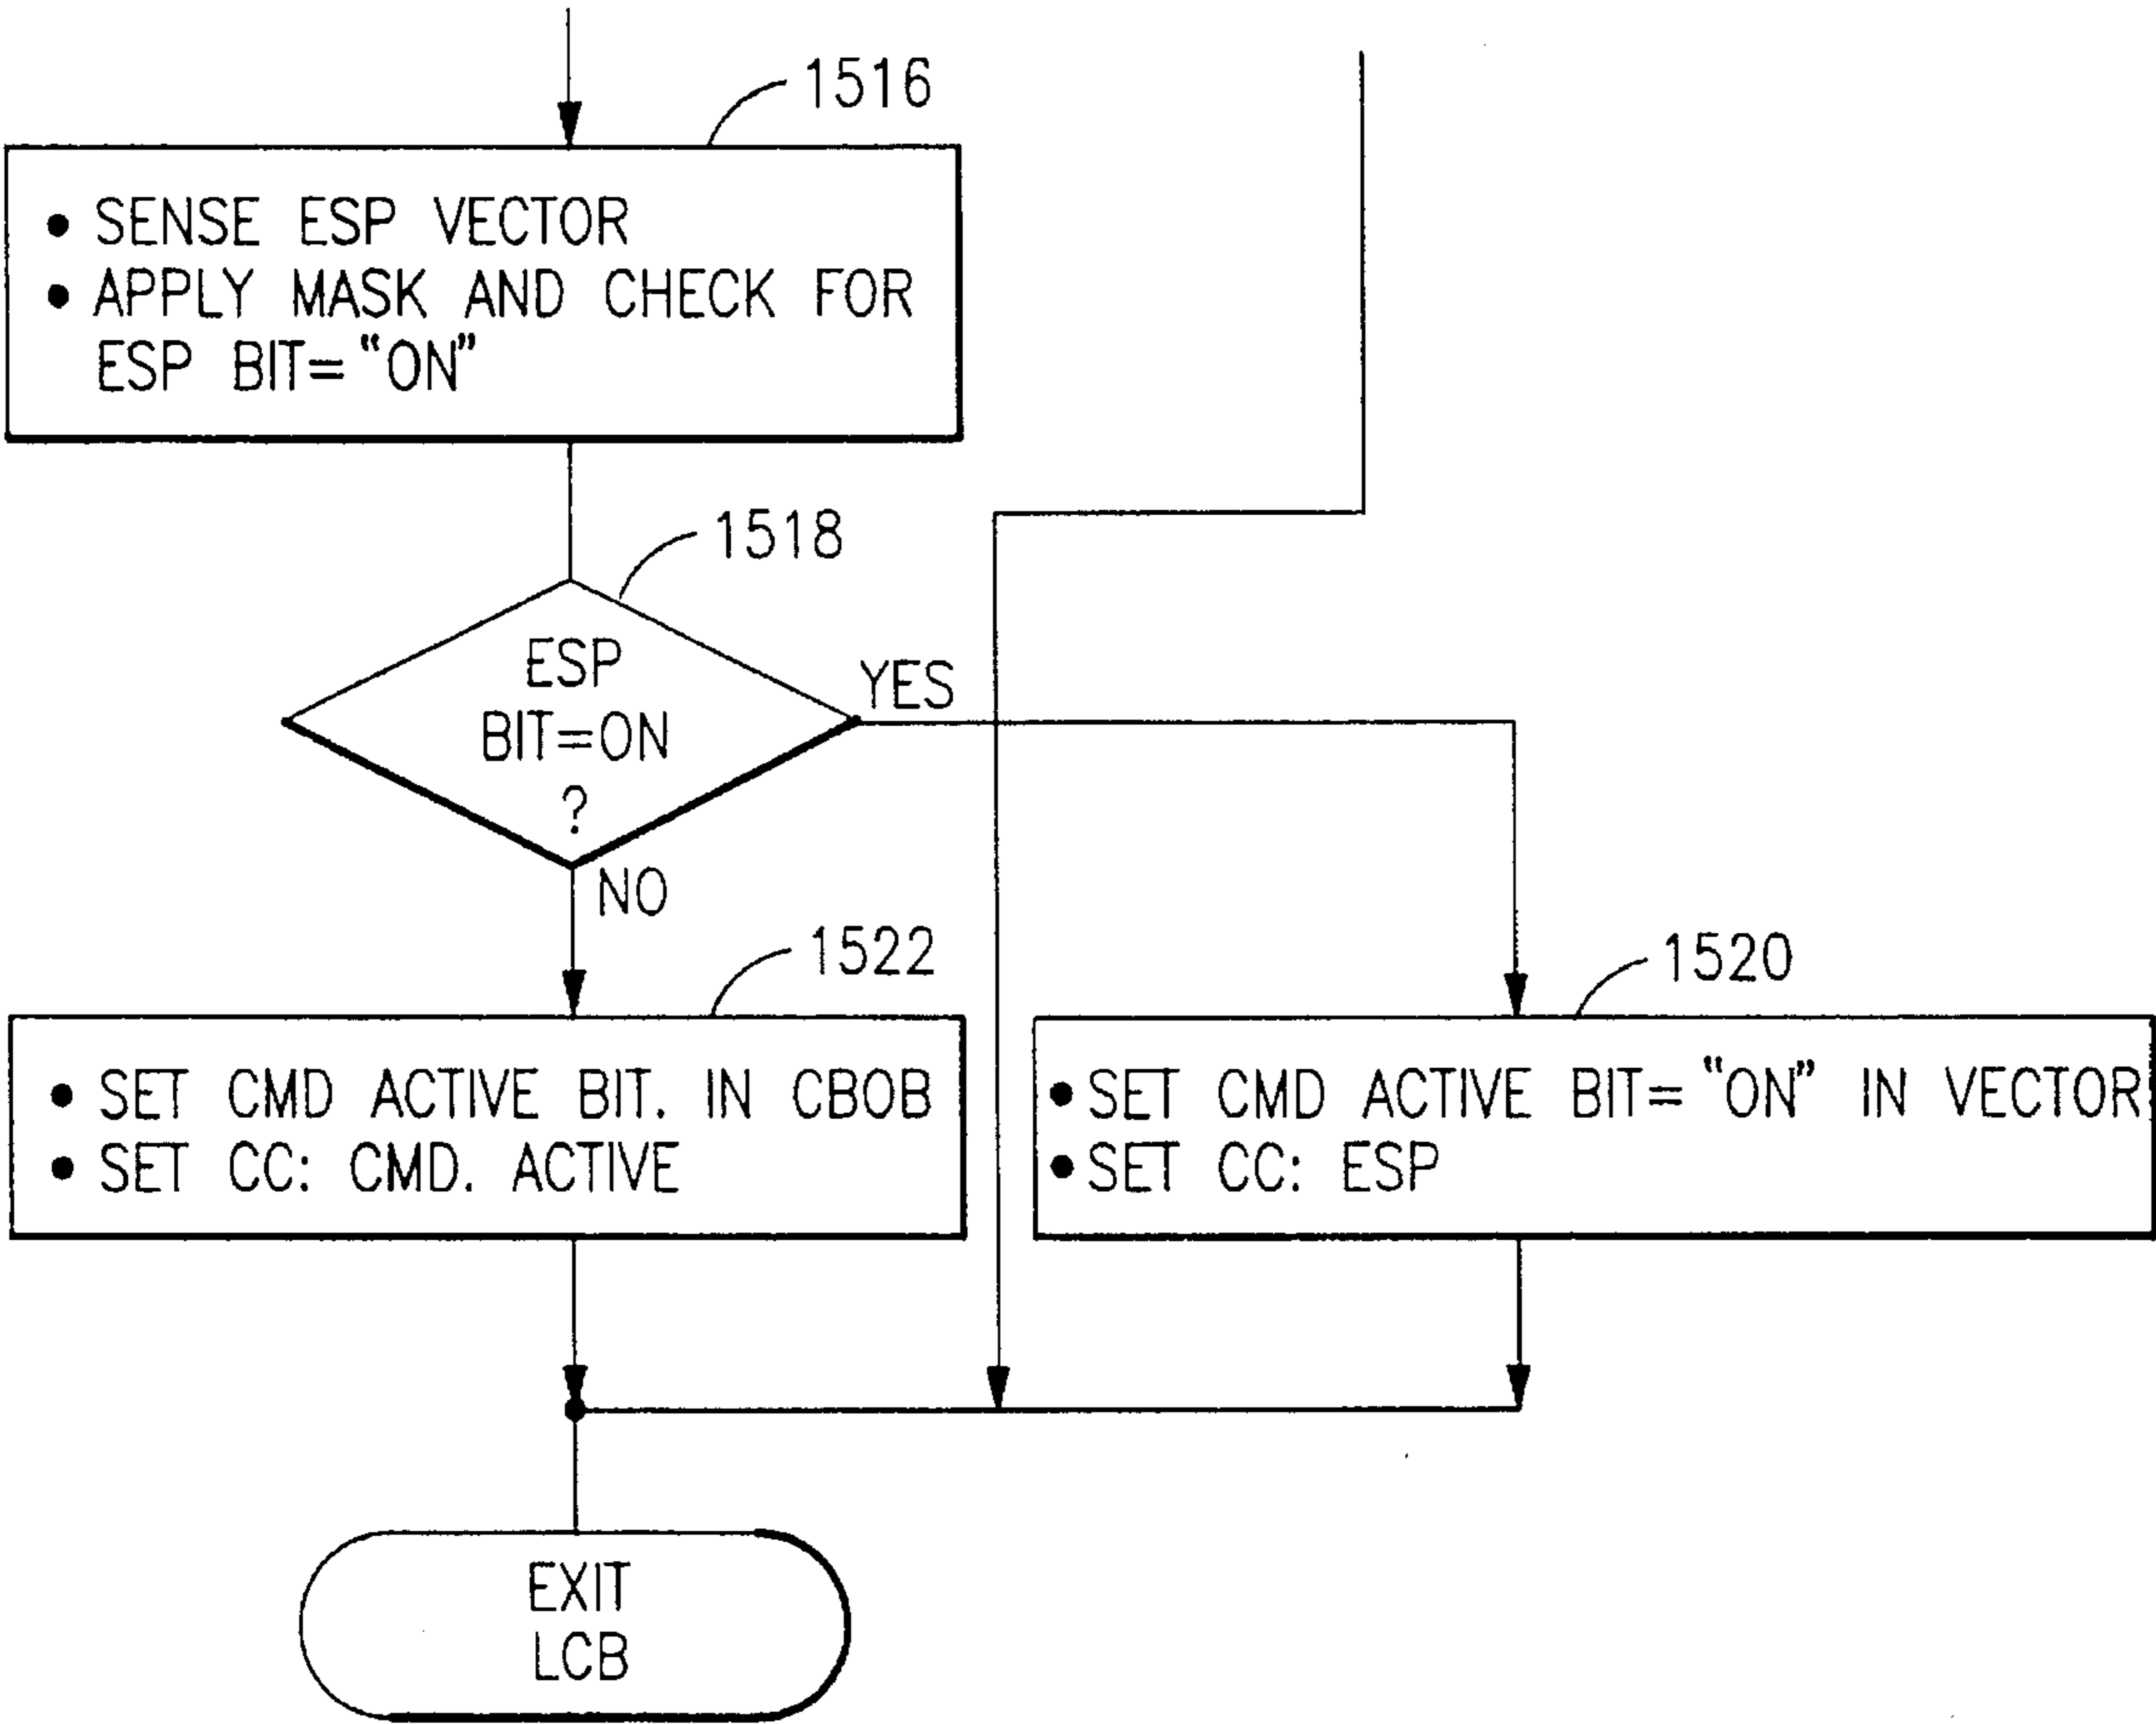 1516
• SENSE ESP VECTOR
• APPLY MASK AND CHECK FOR
ESP BIT= "ON"
1518
ESP
BIT=ON
?
YES
NO
1522
• SET CMD ACTIVE BIT. IN CBOB
• SET CC: CMD. ACTIVE
1520
• SET CMD ACTIVE BIT= "ON" IN VECTOR
• SET CC: ESP
EXIT
LCB